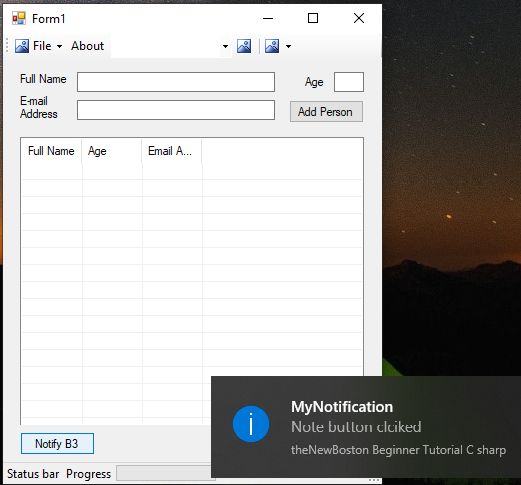 Form1
File About
Full Name
Age
E-mail
Address
Add Person
Full Name Age Email A...
MyNotification
Note button clciked
theNewBoston Beginner Tutorial C sharp
Notify B3
Status bar Progress